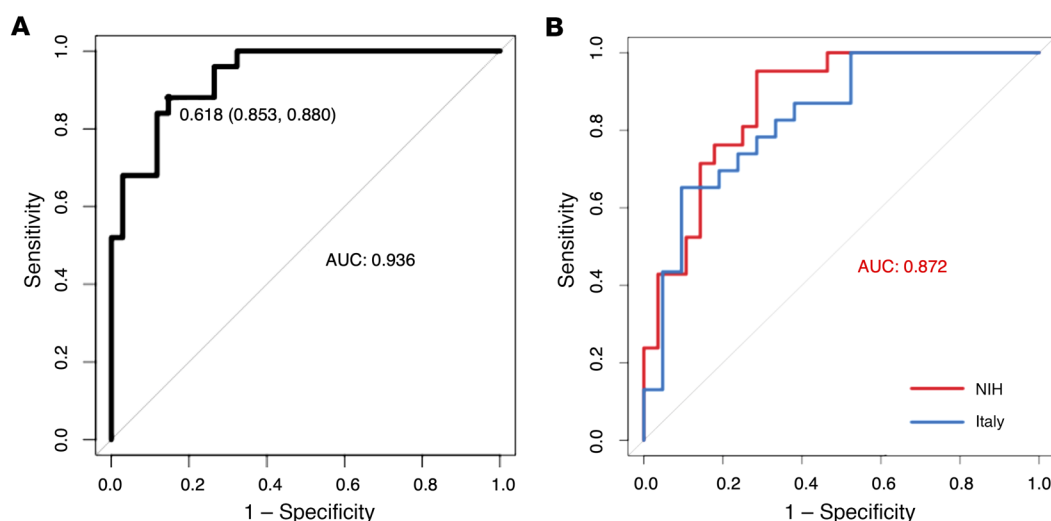 A
Sensitivity
1.0
0.8
0.6
0.4
0.2
0.0
0.618 (0.853, 0.880)
AUC: 0.936
0.0 0.2 0.4 0.6 0.8 1.0
1 – Specificity
B
Sensitivity
1.0
0.8
0.6
0.4
0.2
0.0
AUC: 0.872
NIH
Italy
0.0 0.2 0.4 0.6 0.8 1.0
1 – Specificity